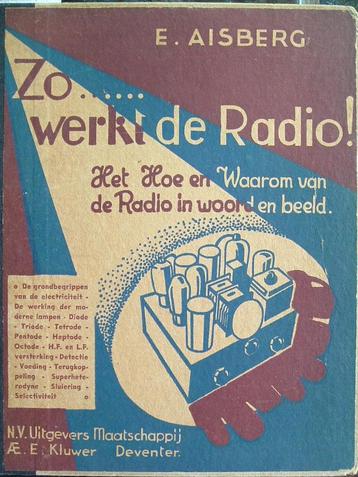 E. AISBERG
Zo......
werkt de Radio!
Het Hoe en Waarom van
de Radio in woord en beeld.
o De grondbegrippen
van de electriciteit -
De werking der mo-
derne lampen - Diode
- Triode - Tetrode -
Pentode - Heptode -
Octode - H.F. en L.F.
versterking - Detectie
- Voeding - Terugkop-
peling - Superhete-
rodyne - Sluiering -
Selectiviteit o
N.V. Uitgevers Maatschappij
Æ. E. Kluwer Deventer.